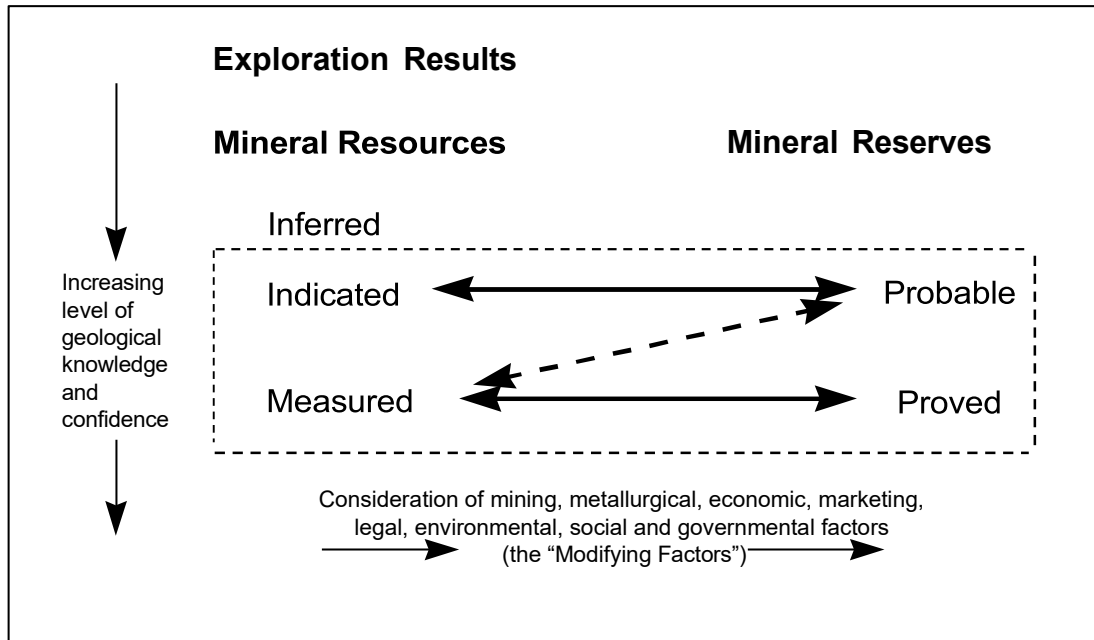 Exploration Results
Mineral Resources
Mineral Reserves
Inferred
Indicated
Probable
Measured
Proved
Increasing
level of
geological
knowledge
and
confidence
Consideration of mining, metallurgical, economic, marketing,
legal, environmental, social and governmental factors
(the “Modifying Factors”)